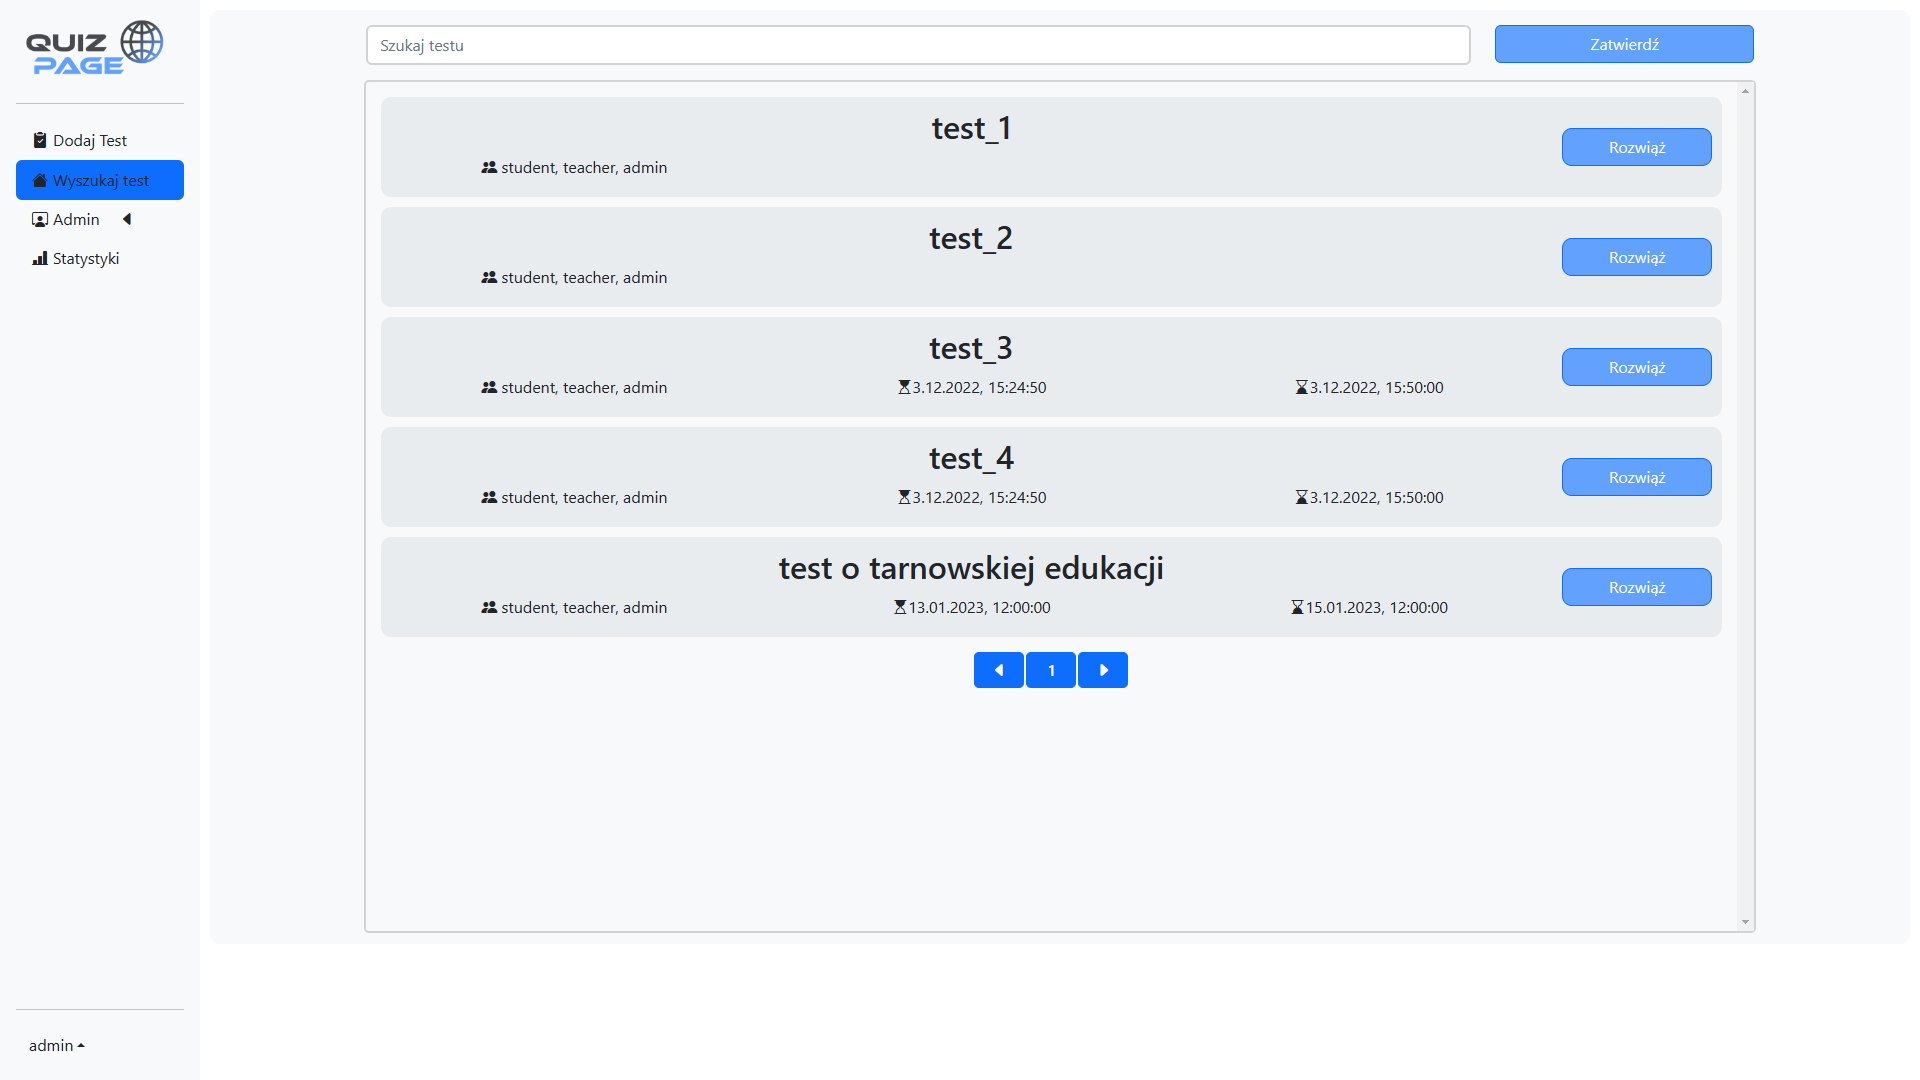 QUIZ
PAGE
Dodaj Test
Wyszukaj test
Admin
Statystyki
admin
Szukaj testu
Zatwierdź
test_1
student, teacher, admin
Rozwiąż
test_2
student, teacher, admin
Rozwiąż
test_3
student, teacher, admin
3.12.2022, 15:24:50
3.12.2022, 15:50:00
Rozwiąż
test_4
student, teacher, admin
3.12.2022, 15:24:50
3.12.2022, 15:50:00
Rozwiąż
test o tarnowskiej edukacji
student, teacher, admin
13.01.2023, 12:00:00
15.01.2023, 12:00:00
Rozwiąż
1